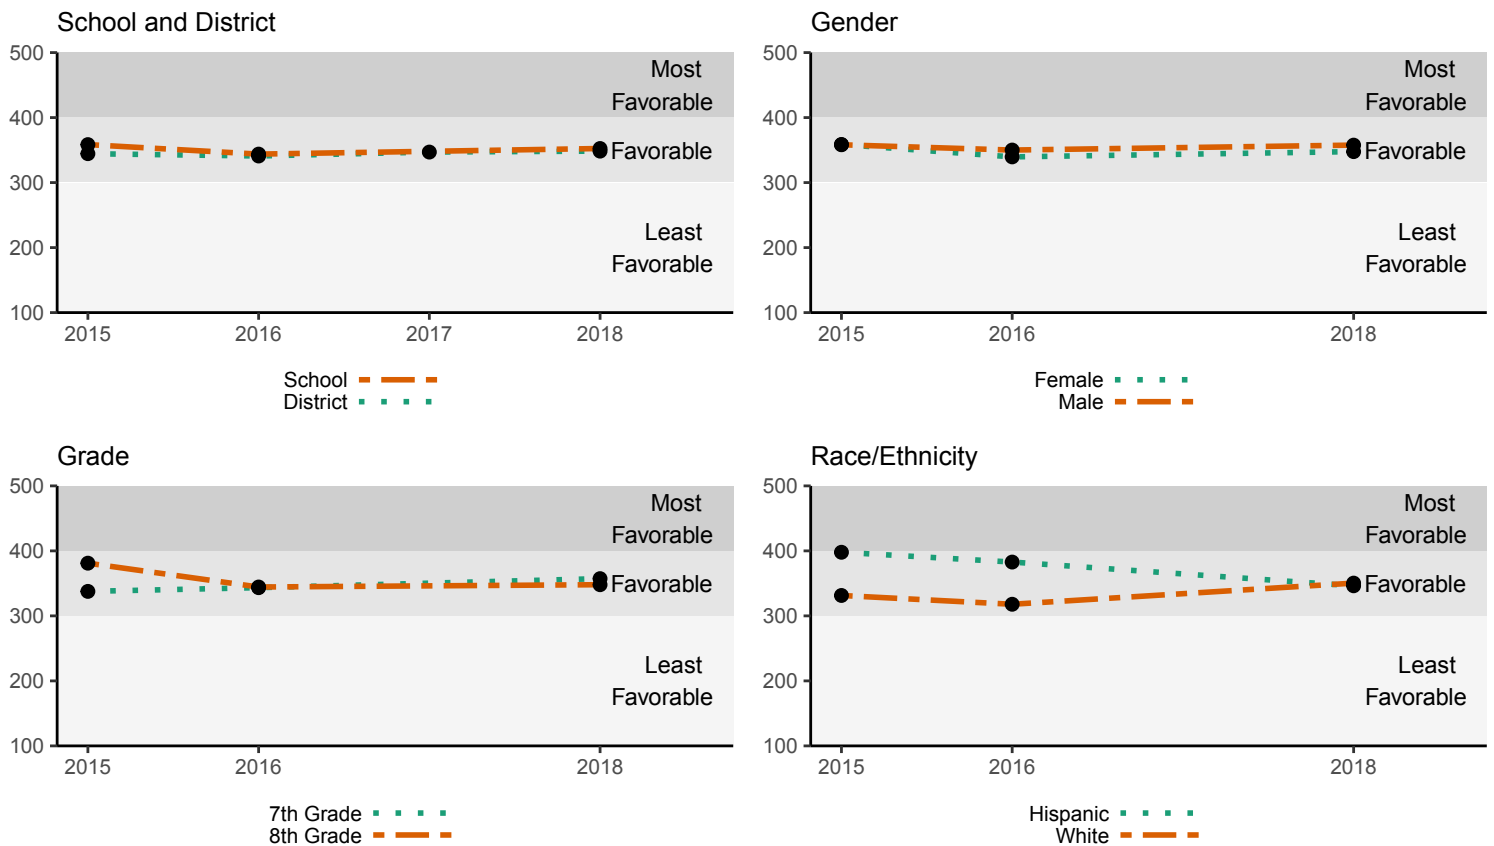 School and District
500
400
300
200
100
Most
Favorable
Favorable
Least
Favorable
2015 2016 2017 2018
School
District
Gender
500
400
300
200
100
Most
Favorable
Favorable
Least
Favorable
2015 2016 2018
Female
Male
Grade
500
400
300
200
100
Most
Favorable
Favorable
Least
Favorable
2015 2016 2018
7th Grade
8th Grade
Race/Ethnicity
500
400
300
200
100
Most
Favorable
Favorable
Least
Favorable
2015 2016 2018
Hispanic
White